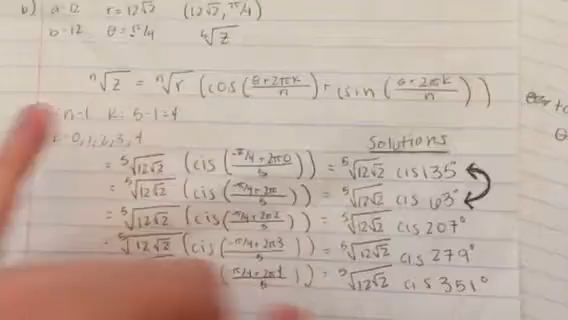 b) a=12 r=12√2 (12√2, π/4)
b=12 θ=π/4 ⁵√z
ⁿ√z = ⁿ√r (cos(θ+2πk/n)+isin(θ+2πk/n))
n-1 k: 5-1=4
0,1,2,3,4
Solutions
= ⁵√12√2 (cis(-π/4+2π0/5)) = ⁵√12√2 cis 135°
= ⁵√12√2 (cis(-π/4+2π/5)) = ⁵√12√2 cis 63°
= ⁵√12√2 (cis(-π/4+2π2/5)) = ⁵√12√2 cis 207°
= ⁵√12√2 (cis(-π/4+2π3/5)) = ⁵√12√2 cis 279°
(π/4+2π4/5)) = ⁵√12√2 cis 351°